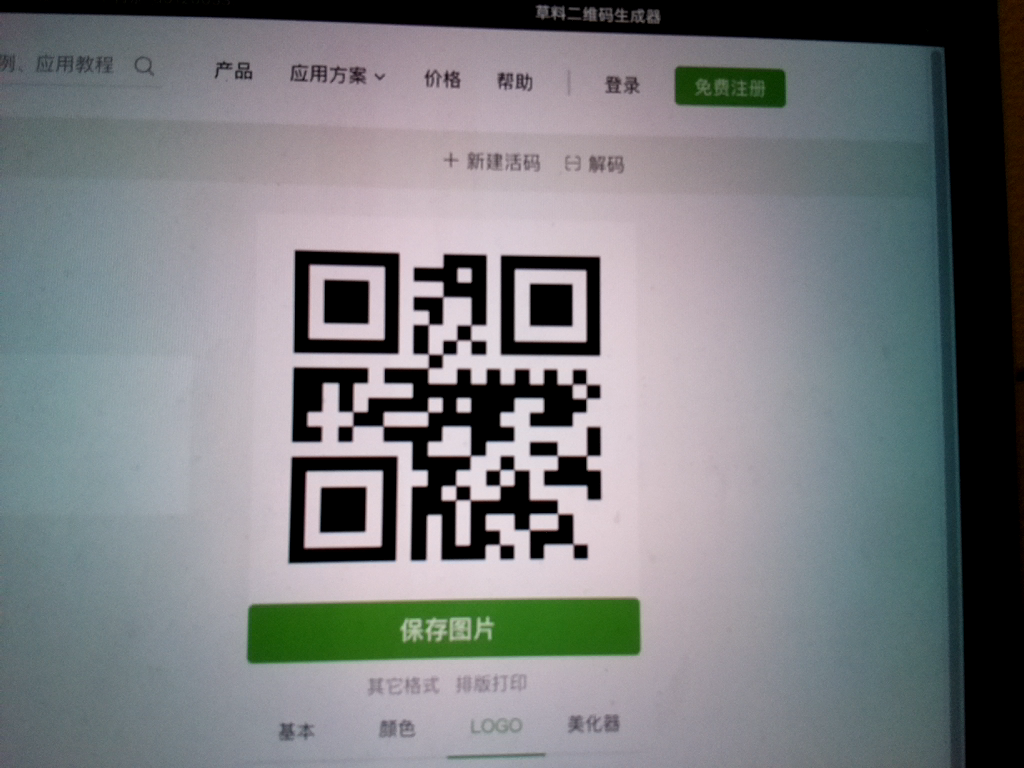 草料二维码生成器
例、应用教程 产品 应用方案 价格 帮助 登录 免费注册
+ 新建活码 解码
保存图片
其它格式 排版打印
基本 颜色 LOGO 美化器